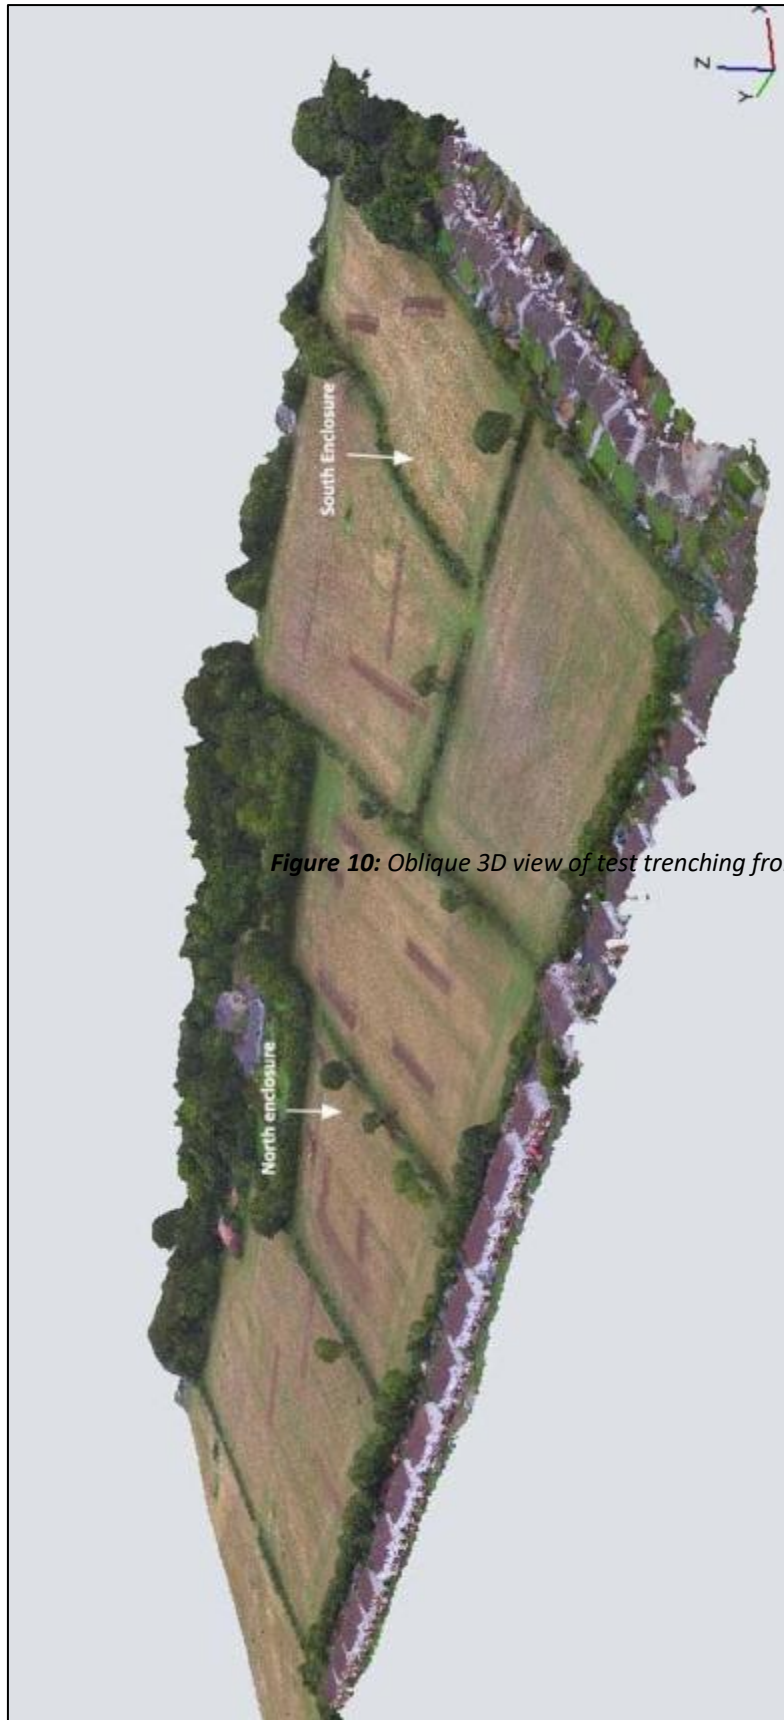 X
Z
Y
South Enclosure
Figure 10: Oblique 3D view of test trenching fro
North enclosure